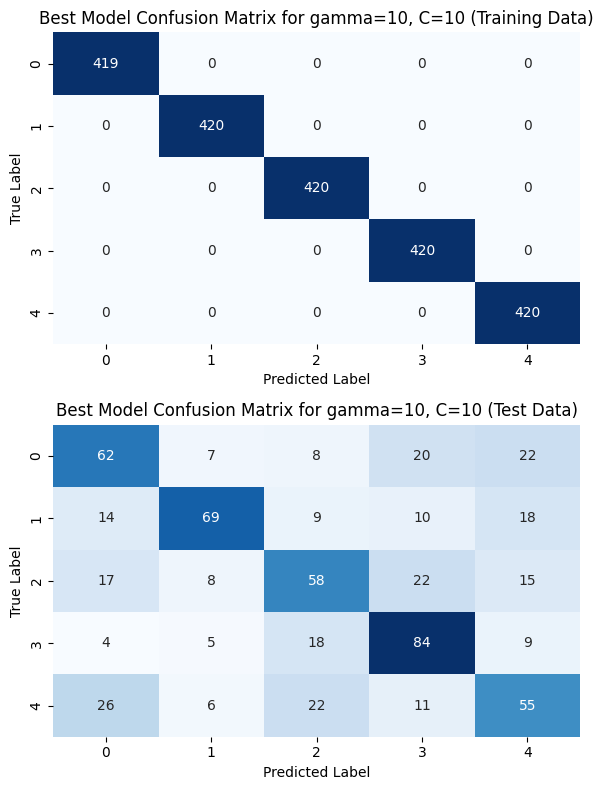 Best Model Confusion Matrix for gamma=10, C=10 (Training Data)
True Label
0 419 0 0 0 0
1 0 420 0 0 0
2 0 0 420 0 0
3 0 0 0 420 0
4 0 0 0 0 420
0 1 2 3 4
Predicted Label
Best Model Confusion Matrix for gamma=10, C=10 (Test Data)
True Label
0 62 7 8 20 22
1 14 69 9 10 18
2 17 8 58 22 15
3 4 5 18 84 9
4 26 6 22 11 55
0 1 2 3 4
Predicted Label